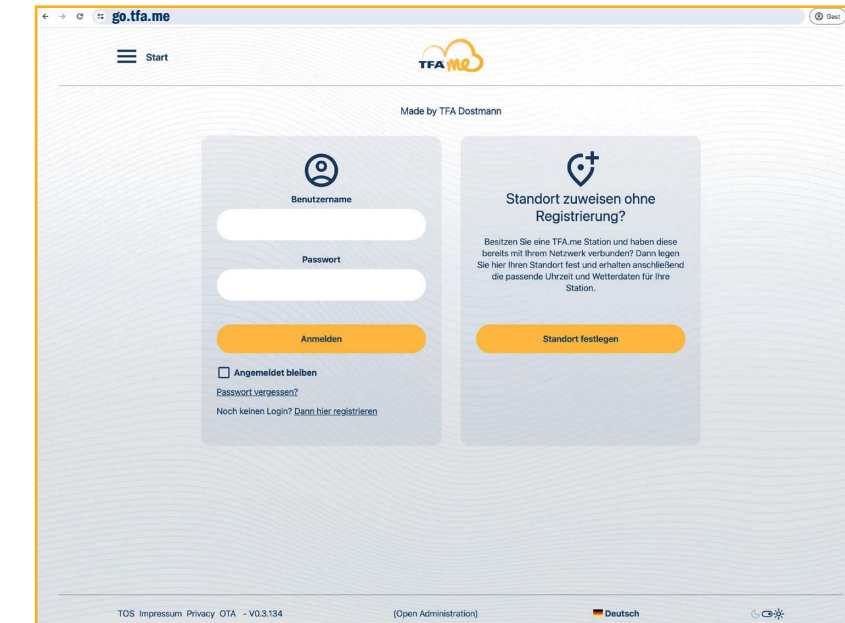 go.tfa.me
Gast
Start
TFA me
Made by TFA Dostmann
Benutzername
Passwort
Anmelden
Angemeldet bleiben
Passwort vergessen?
Noch keinen Login? Dann hier registrieren
Standort zuweisen ohne
Registrierung?
Besitzen Sie eine TFA.me Station und haben diese
bereits mit Ihrem Netzwerk verbunden? Dann legen
Sie hier Ihren Standort fest und erhalten anschließend
die passende Uhrzeit und Wetterdaten für Ihre
Station.
Standort festlegen
TOS Impressum Privacy OTA - V0.3.134
(Open Administration)
Deutsch